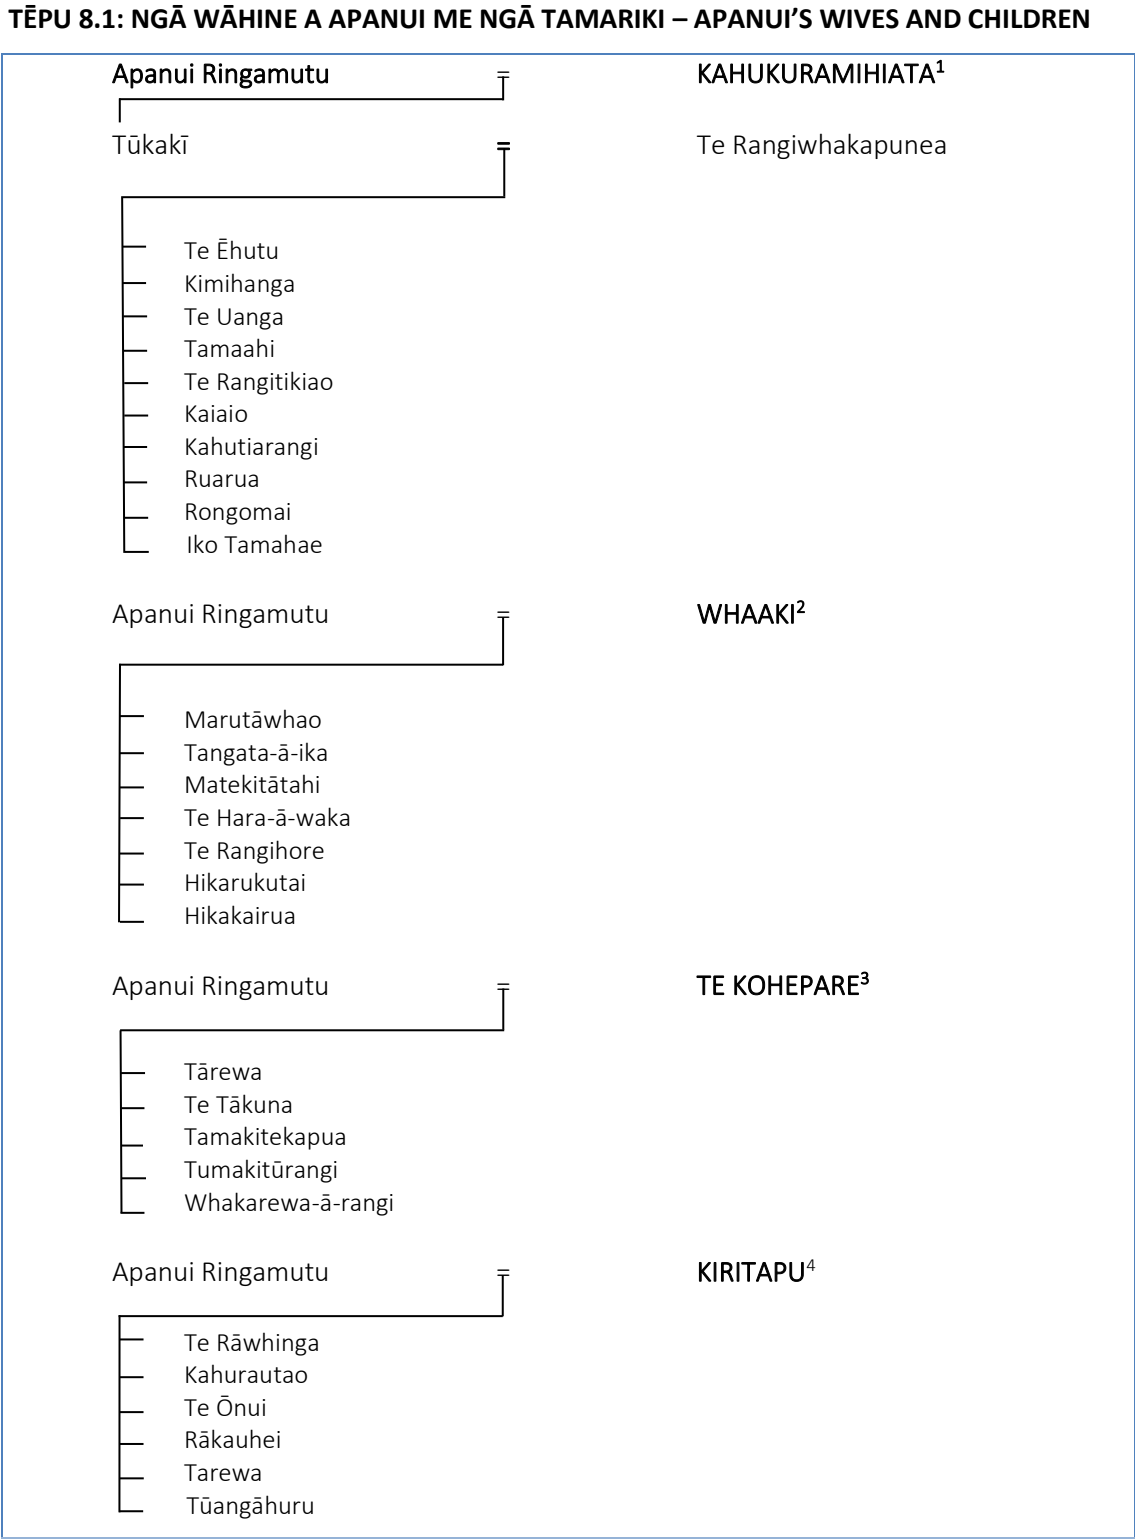 TĒPU 8.1: NGĀ WĀHINE A APANUI ME NGĀ TAMARIKI – APANUI’S WIVES AND CHILDREN
Apanui Ringamutu = KAHUKURAMIHIATA¹
Tūkakī = Te Rangiwhakapunea
Te Ēhutu
Kimihanga
Te Uanga
Tamaahi
Te Rangitikiao
Kaiaio
Kahutiarangi
Ruarua
Rongomai
Iko Tamahae
Apanui Ringamutu = WHAAKI²
Marutāwhao
Tangata-ā-ika
Matekitātahi
Te Hara-ā-waka
Te Rangihore
Hikarukutai
Hikakairua
Apanui Ringamutu = TE KOHEPARE³
Tārewa
Te Tākuna
Tamakitekapua
Tumakitūrangi
Whakarewa-ā-rangi
Apanui Ringamutu = KIRITAPU⁴
Te Rāwhinga
Kahurautao
Te Ōnui
Rākauhei
Tarewa
Tūangāhuru